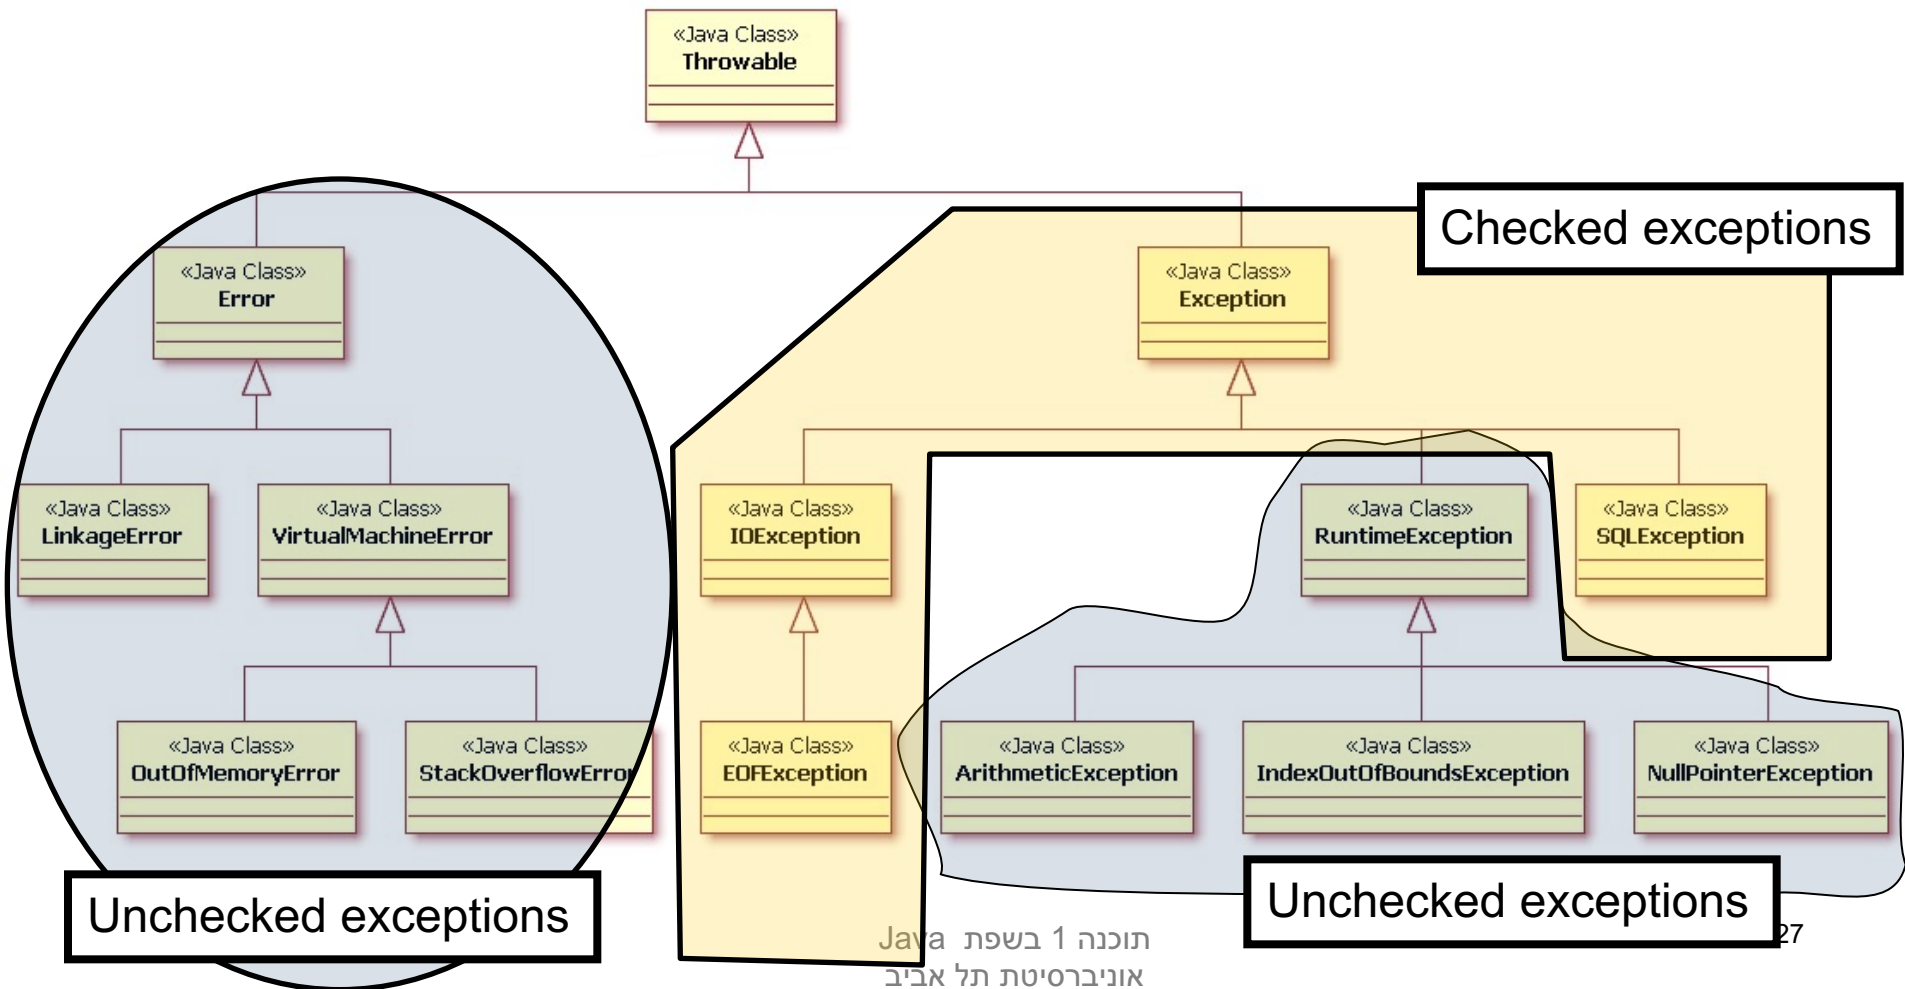 «Java Class»
Throwable
Checked exceptions
«Java Class»
Error
«Java Class»
Exception
«Java Class»
LinkageError
«Java Class»
VirtualMachineError
«Java Class»
IOException
«Java Class»
RuntimeException
«Java Class»
SQLException
«Java Class»
OutOfMemoryError
«Java Class»
StackOverflowError
«Java Class»
EOFException
«Java Class»
ArithmeticException
«Java Class»
IndexOutOfBoundsException
«Java Class»
NullPointerException
Unchecked exceptions
Unchecked exceptions
תוכנה 1 בשפת Java
אוניברסיטת תל אביב
27